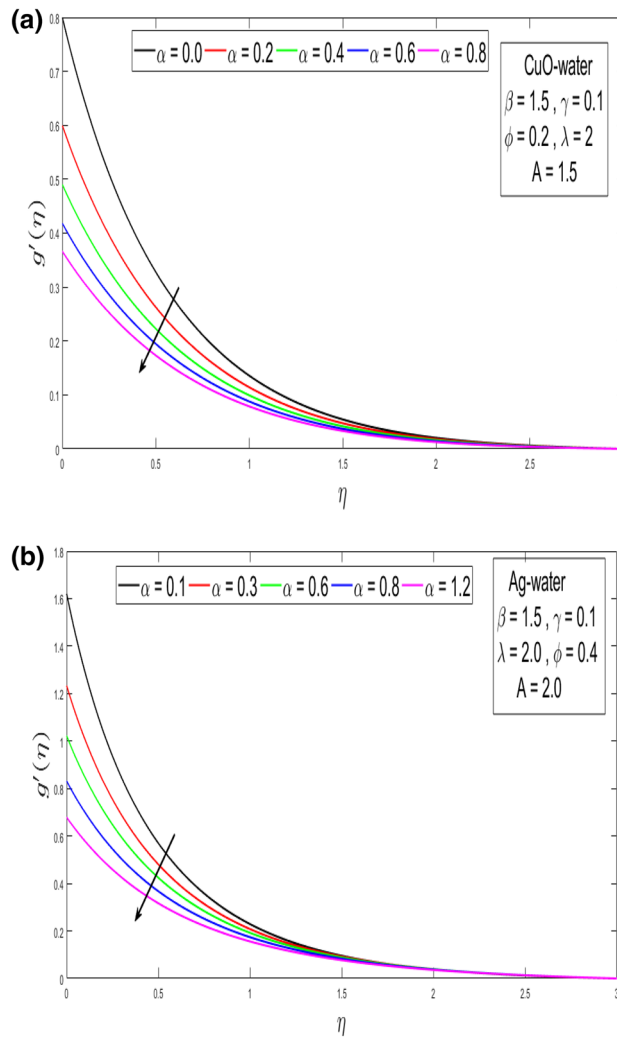 (a)
0.8
α = 0.0 α = 0.2 α = 0.4 α = 0.6 α = 0.8
CuO-water
β = 1.5 , γ = 0.1
ϕ = 0.2 , λ = 2
A = 1.5
0.7
0.6
0.5
0.4
0.3
0.2
0.1
0
g′(η)
0 0.5 1 1.5 2 2.5
η
(b)
1.8
α = 0.1 α = 0.3 α = 0.6 α = 0.8 α = 1.2
Ag-water
β = 1.5 , γ = 0.1
λ = 2.0 , ϕ = 0.4
A = 2.0
1.6
1.4
1.2
1
0.8
0.6
0.4
0.2
0
g′(η)
0 0.5 1 1.5 2 2.5 3
η